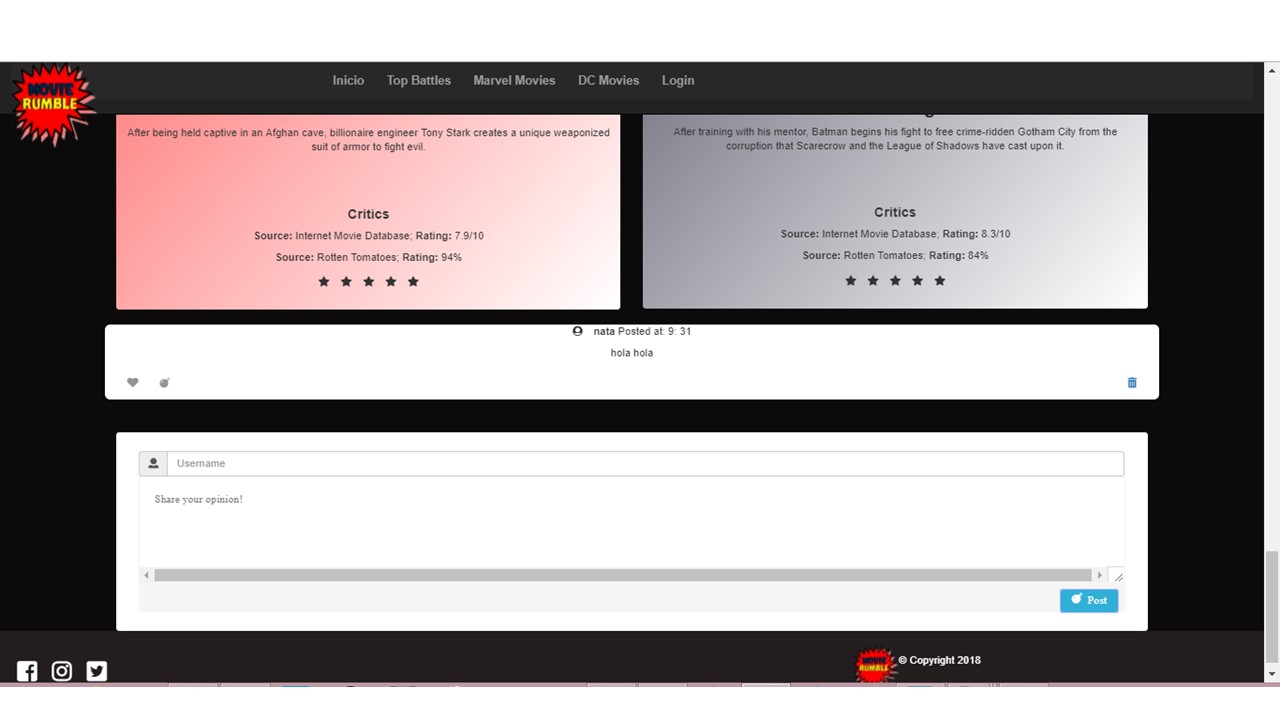 MOVIE
RUMBLE
Inicio Top Battles Marvel Movies DC Movies Login
After being held captive in an Afghan cave, billionaire engineer Tony Stark creates a unique weaponized
suit of armor to fight evil.
Critics
Source: Internet Movie Database; Rating: 7.9/10
Source: Rotten Tomatoes; Rating: 94%
After training with his mentor, Batman begins his fight to free crime-ridden Gotham City from the
corruption that Scarecrow and the League of Shadows have cast upon it.
Critics
Source: Internet Movie Database; Rating: 8.3/10
Source: Rotten Tomatoes; Rating: 84%
nata Posted at: 9: 31
hola hola
Username
Share your opinion!
Post
MOVIE
RUMBLE
© Copyright 2018